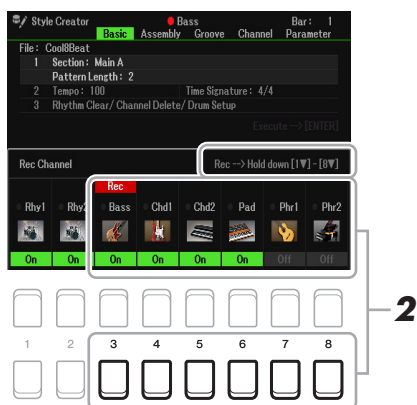 Style Creator Bass Bar: 1
Basic Assembly Groove Channel Parameter
File: Cool8Beat
1 Section: Main A
Pattern Length: 2
2 Tempo: 100 Time Signature: 4/4
3 Rhythm Clear/ Channel Delete/ Drum Setup
Execute --> [ENTER]
Rec Channel Rec --> Hold down [1▼] - [8▼]
Rec
Rhy1 Rhy2 Bass Chd1 Chd2 Pad Phr1 Phr2
On On On On On On Off Off
2
1 2 3 4 5 6 7 8